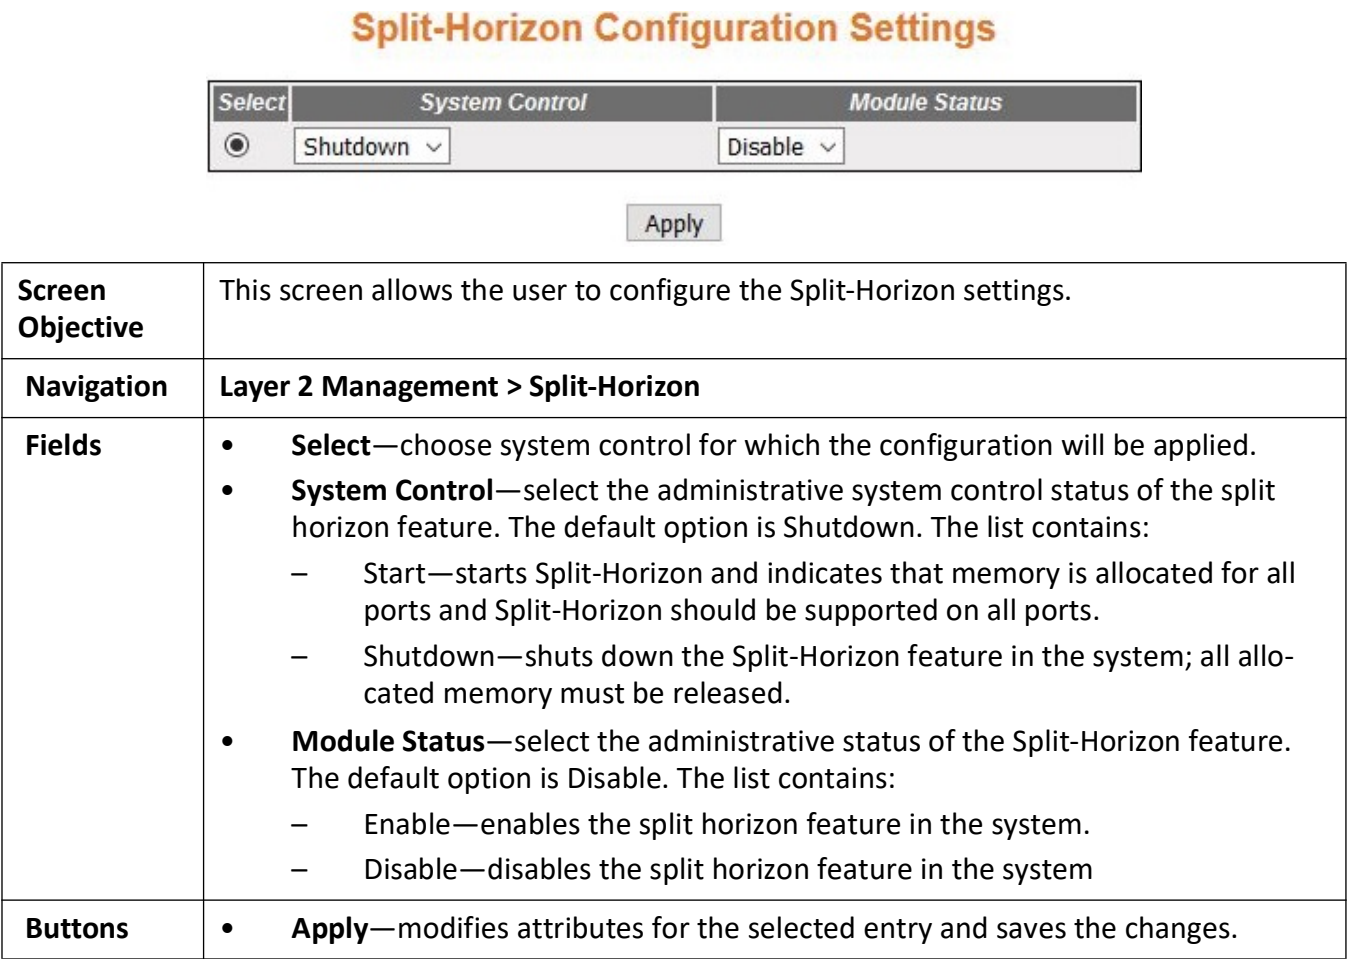 Split-Horizon Configuration Settings
Select System Control Module Status
Shutdown Disable
Apply
Screen Objective This screen allows the user to configure the Split-Horizon settings.
Navigation Layer 2 Management > Split-Horizon
Fields • Select—choose system control for which the configuration will be applied.
• System Control—select the administrative system control status of the split
horizon feature. The default option is Shutdown. The list contains:
– Start—starts Split-Horizon and indicates that memory is allocated for all
ports and Split-Horizon should be supported on all ports.
– Shutdown—shuts down the Split-Horizon feature in the system; all allo-
cated memory must be released.
• Module Status—select the administrative status of the Split-Horizon feature.
The default option is Disable. The list contains:
– Enable—enables the split horizon feature in the system.
– Disable—disables the split horizon feature in the system
Buttons • Apply—modifies attributes for the selected entry and saves the changes.